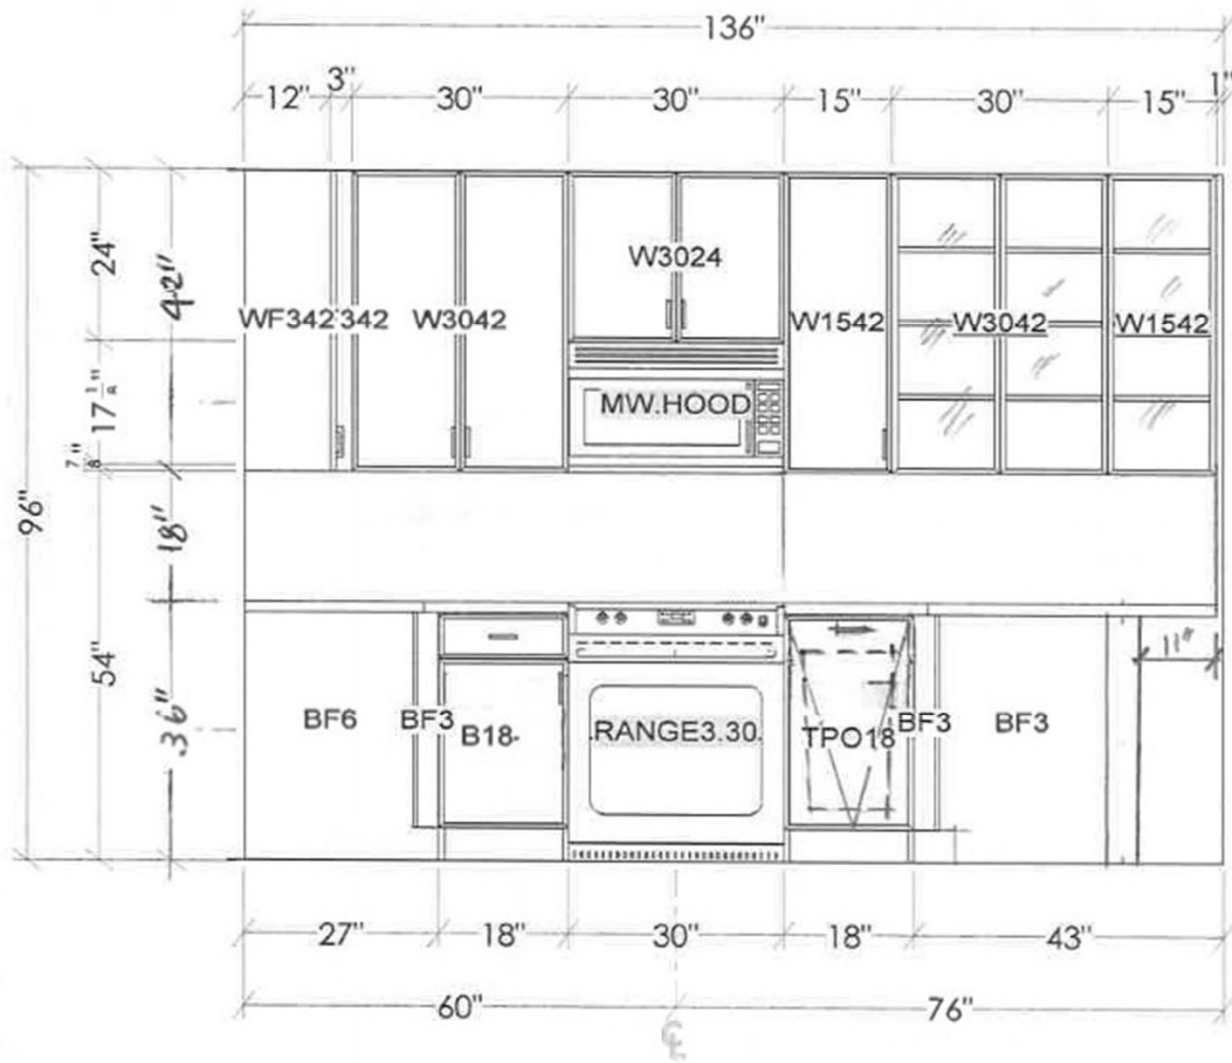 136"
12" 3" 30" 30" 15" 30" 15" 1"
24"
42"
W3024
WF342 342 W3042 W1542 W3042 W1542
17
MW.HOOD
7/8"
96"
18"
54"
36"
11"
BF6 BF3 B18 RANGE3.30. TPO18 BF3 BF3
27" 18" 30" 18" 43"
60" 76"